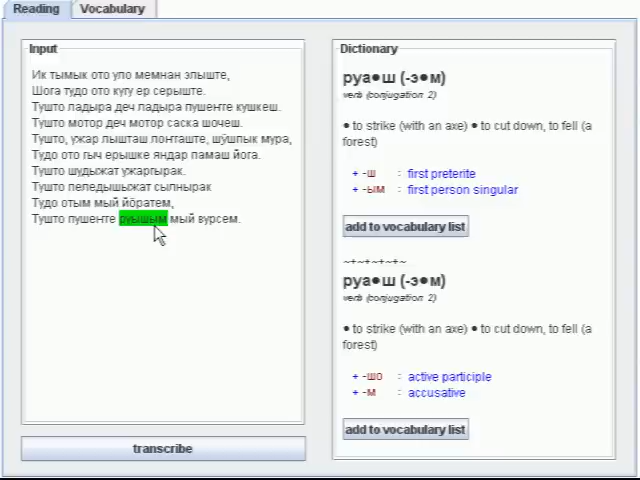 Reading
Vocabulary
Input
Ик тымык ото уло мемнан элыште,
Шога тудо ото кугу ер серыште.
Тушто ладыра деч ладыра пушеҥге кушкеш.
Тушто мотор деч мотор саска шочеш.
Тушто, ужар лышташ лоҥгаште, шӱшпык мура,
Тудо ото гыч ерышке яндар памаш йога.
Тушто шудыжат ужаргырак.
Тушто пеледышыжат сылнырак
Тудо отым мый йӧратем,
Тушто пушеҥге руышым мый вурсем.
transcribe
Dictionary
руа•ш (-э•м)
verb (conjugation 2)
• to strike (with an axe) • to cut down, to fell (a
forest)
+ -ш : first preterite
+ -ым : first person singular
add to vocabulary list
~+~+~+~+~
руа•ш (-э•м)
verb (conjugation 2)
• to strike (with an axe) • to cut down, to fell (a
forest)
+ -шо : active participle
+ -м : accusative
add to vocabulary list